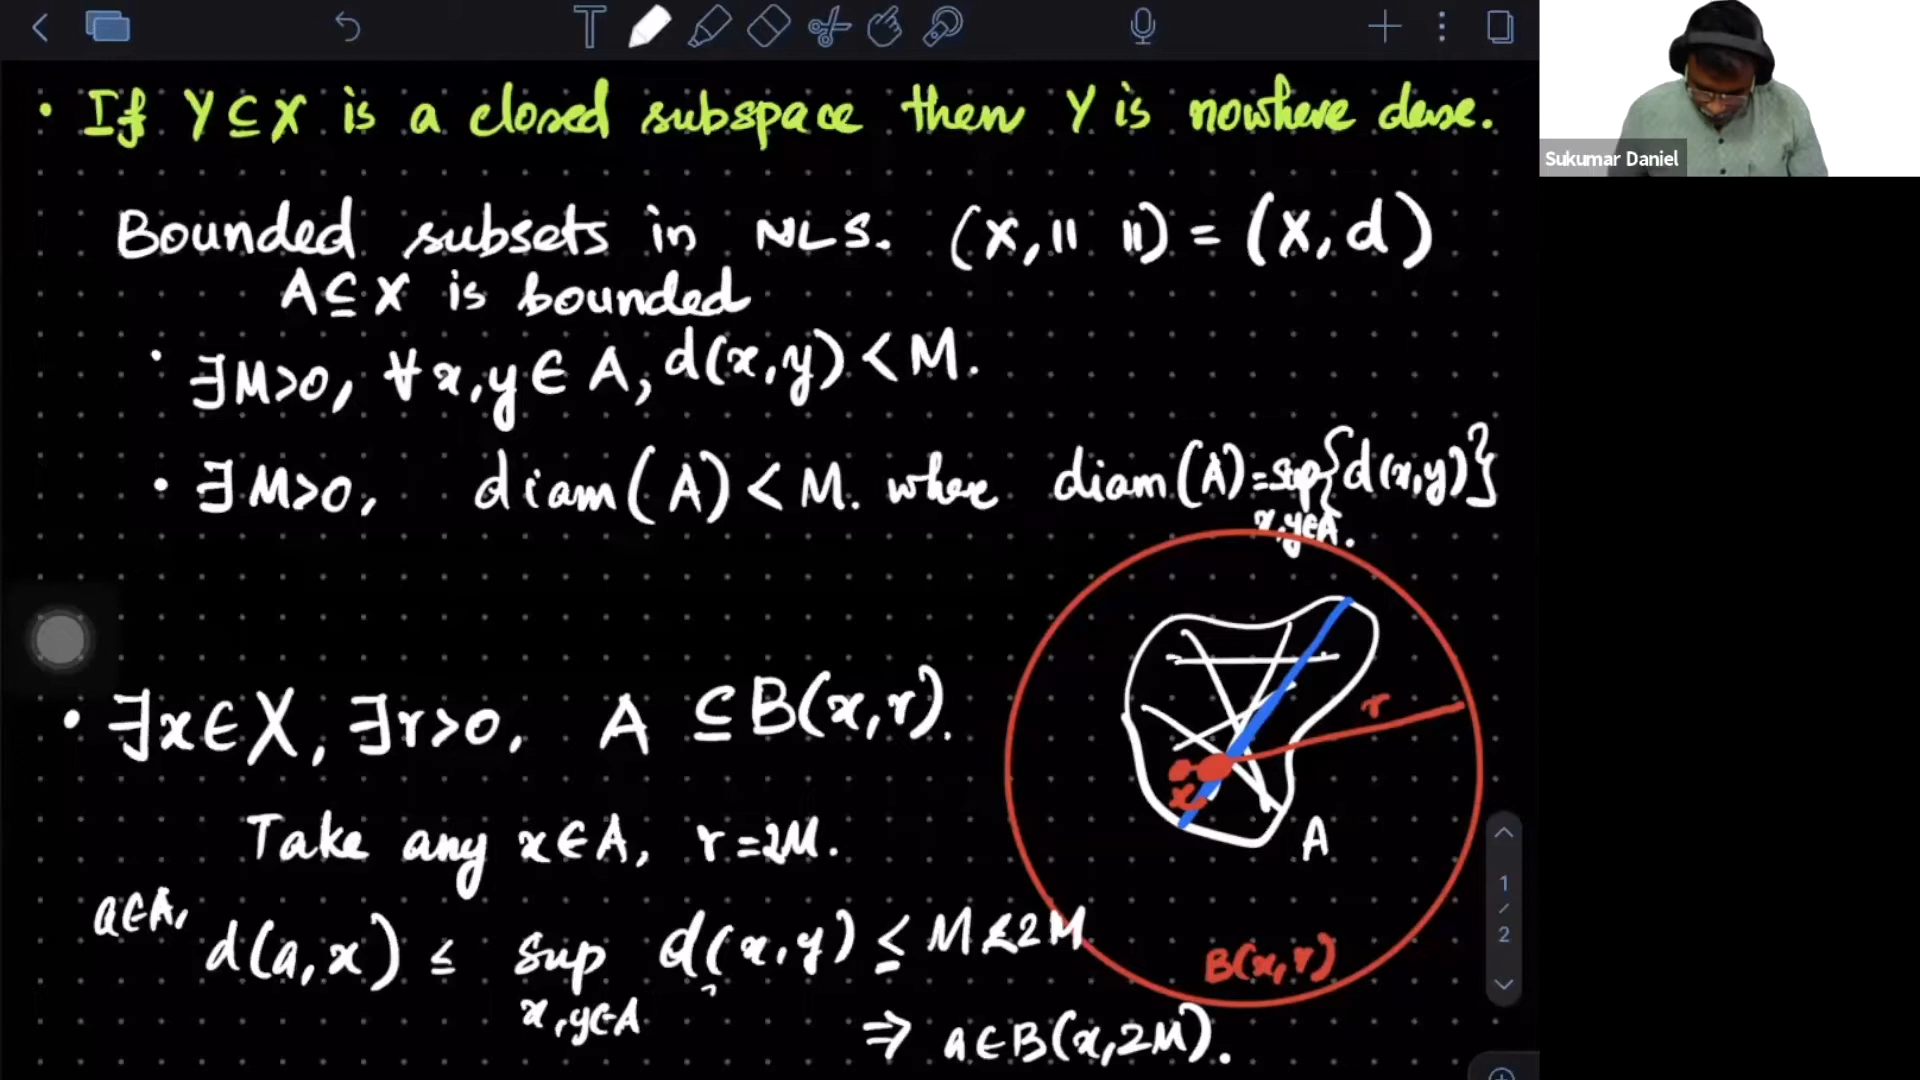 • If Y ⊆ X is a closed subspace then Y is nowhere dense.
Sukumar Daniel
Bounded subsets in NLS. (X, || ||) = (X, d)
A ⊆ X is bounded
• ∃M>0, ∀ x,y ∈ A, d(x,y) < M.
• ∃M>0, diam(A) < M. where diam(A) = sup{d(x,y)}
x,y∈A.
r
• ∃x∈X, ∃r>0, A ⊆ B(x,r).
x
Take any x∈A, r=2M.
A
1
/
2
a∈A,
d(a,x) ≤ sup d(x,y) ≤ M ≤ 2M
x,y∈A
B(x,r)
⇒ a∈B(x,2M).